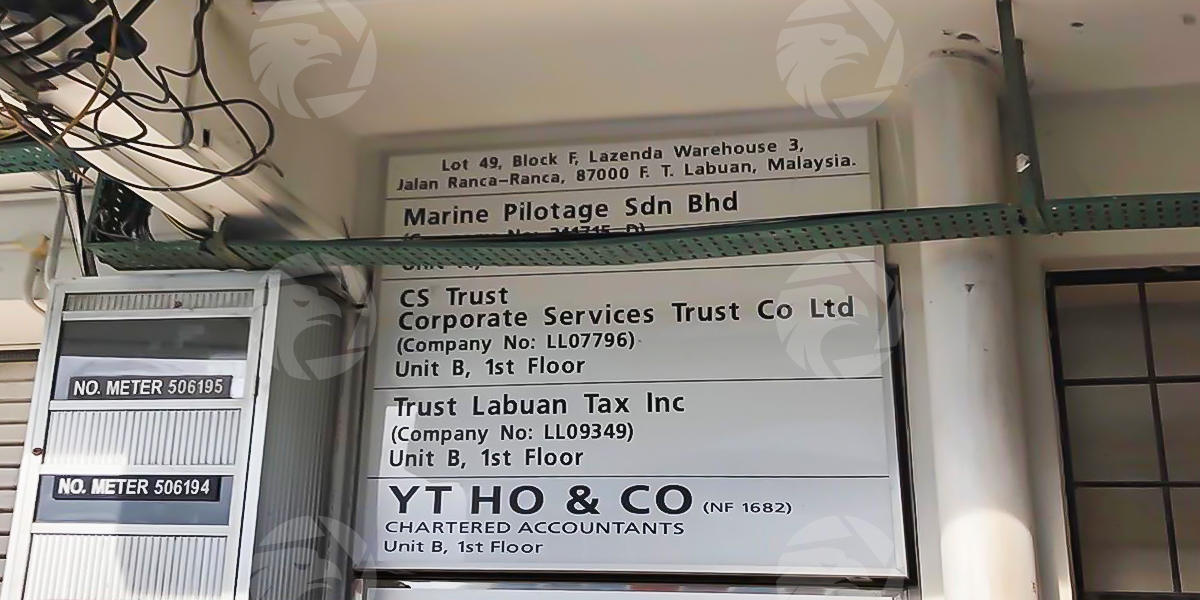 Lot 49, Block F, Lazenda Warehouse 3,
Jalan Ranca-Ranca, 87000 F. T. Labuan, Malaysia.
Marine Pilotage Sdn Bhd
No:
CS Trust
Corporate Services Trust Co Ltd
(Company No: LL07796)
Unit B, 1st Floor
Trust Labuan Tax Inc
(Company No: LL09349)
Unit B, 1st Floor
YT HO & CO (NF 1682)
CHARTERED ACCOUNTANTS
Unit B, 1st Floor
NO. METER 506195
NO. METER 506194